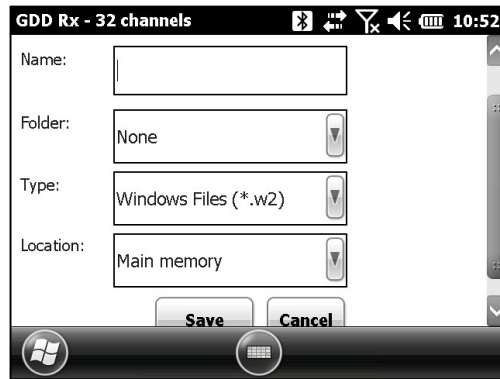 GDD Rx - 32 channels 10:52
Name:
Folder: None
Type: Windows Files (*.w2)
Location: Main memory
Save Cancel